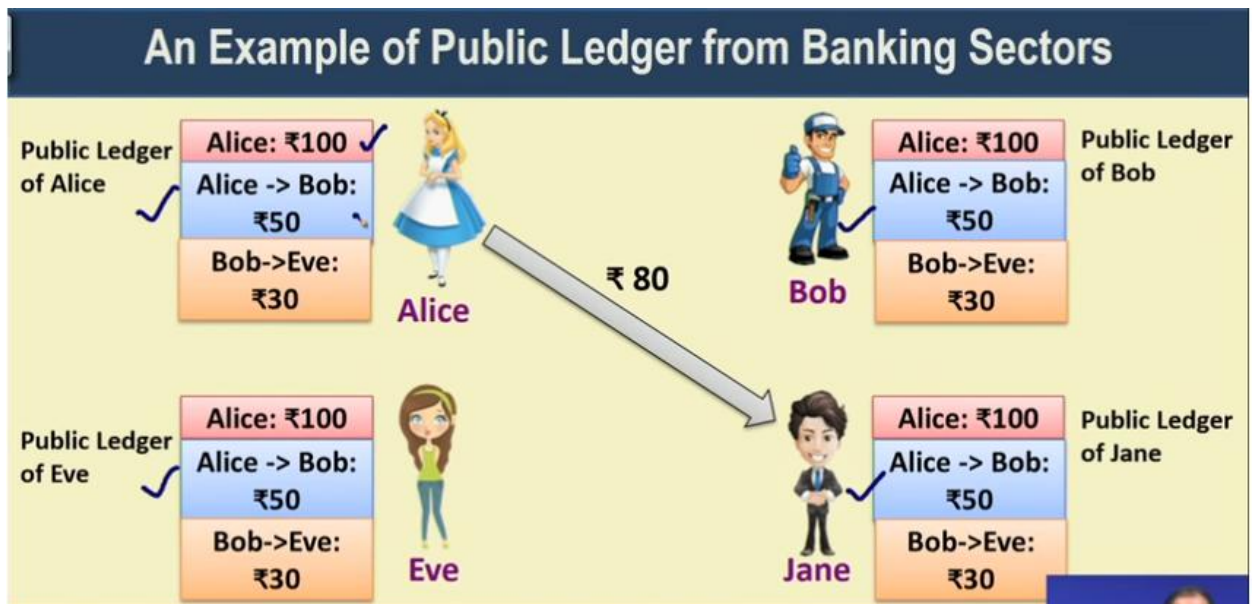 An Example of Public Ledger from Banking Sectors
Public Ledger
of Alice
Alice: ₹100
Alice -> Bob:
₹50
Bob->Eve:
₹30
Alice
₹ 80
Bob
Alice: ₹100
Alice -> Bob:
₹50
Bob->Eve:
₹30
Public Ledger
of Bob
Public Ledger
of Eve
Alice: ₹100
Alice -> Bob:
₹50
Bob->Eve:
₹30
Eve
Jane
Alice: ₹100
Alice -> Bob:
₹50
Bob->Eve:
₹30
Public Ledger
of Jane